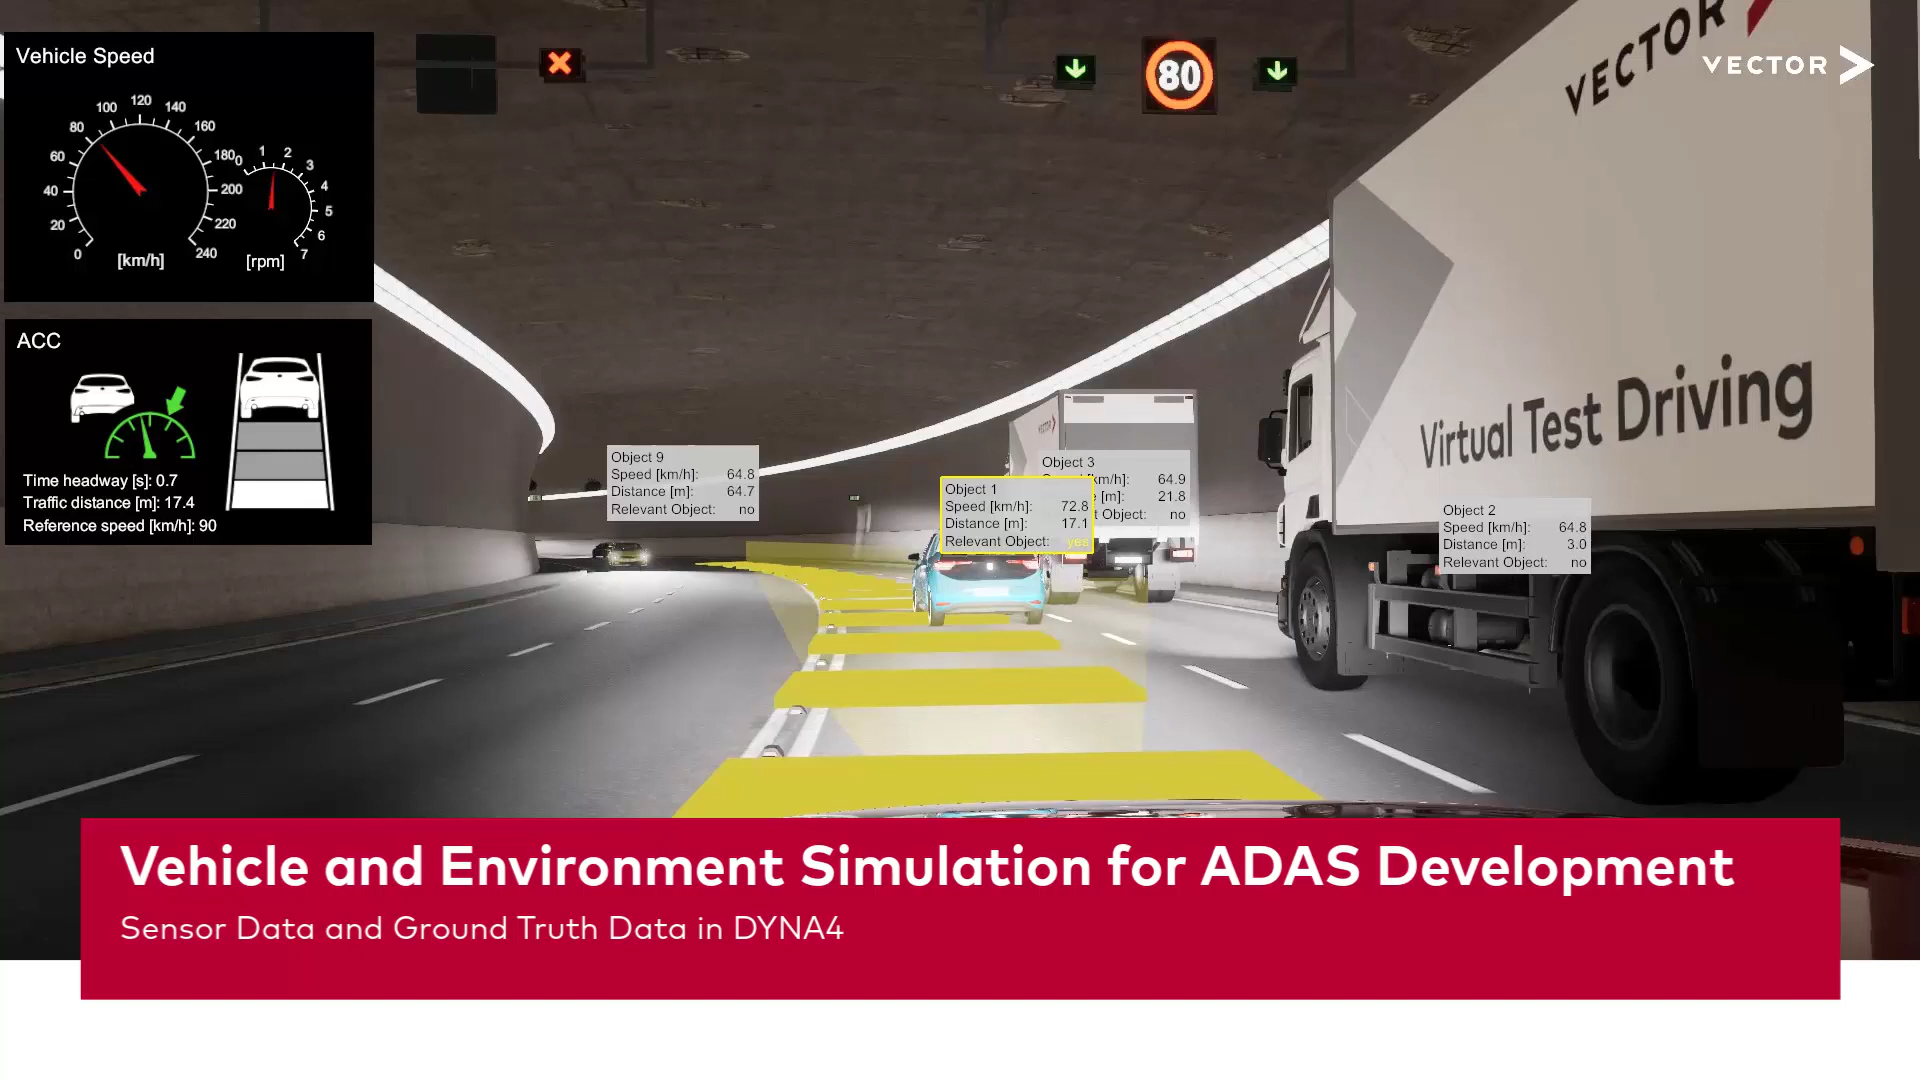 Vehicle Speed
0
20
40
60
80
100
120
140
160
180
200
220
240
[km/h]
0
1
2
3
4
5
6
7
[rpm]
ACC
Time headway [s]: 0.7
Traffic distance [m]: 17.4
Reference speed [km/h]: 90
80
VECTOR
VECTOR
Virtual Test Driving
Object 9
Speed [km/h]: 64.8
Distance [m]: 64.7
Relevant Object: no
Object 3
[km/h]: 64.9
[m]: 21.8
Object: no
Object 1
Speed [km/h]: 72.8
Distance [m]: 17.1
Relevant Object: yes
Object 2
Speed [km/h]: 64.8
Distance [m]: 3.0
Relevant Object: no
Vehicle and Environment Simulation for ADAS Development
Sensor Data and Ground Truth Data in DYNA4